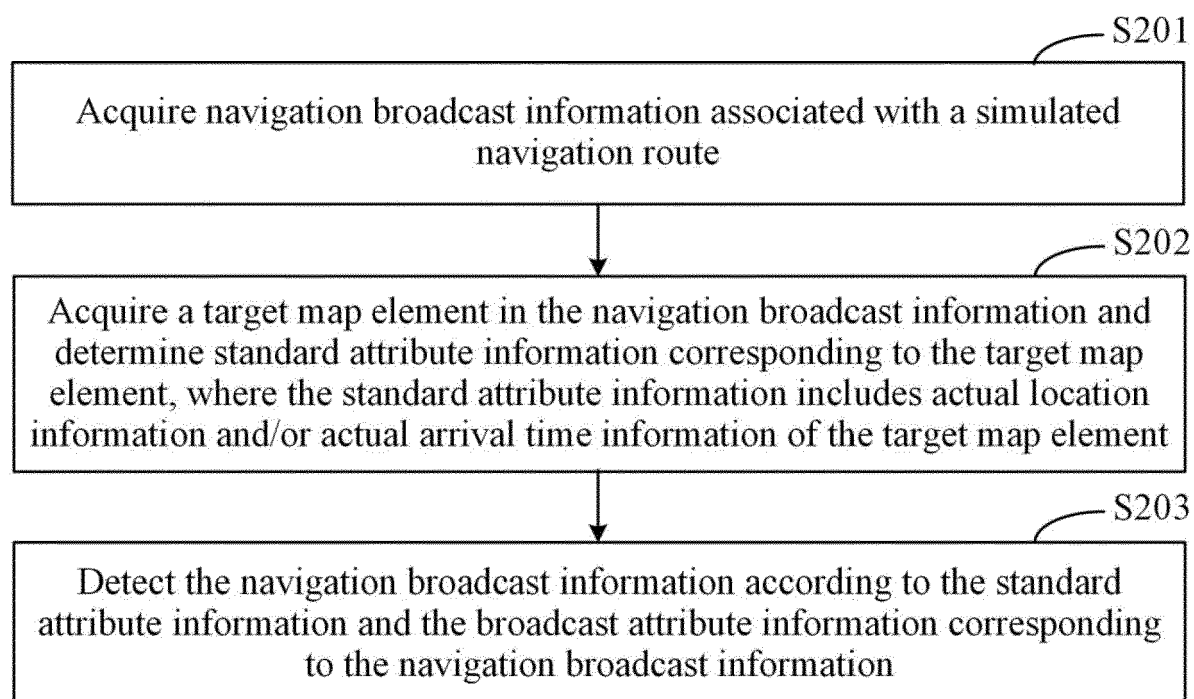 S201
Acquire navigation broadcast information associated with a simulated
navigation route
S202
Acquire a target map element in the navigation broadcast information and
determine standard attribute information corresponding to the target map
element, where the standard attribute information includes actual location
information and/or actual arrival time information of the target map element
S203
Detect the navigation broadcast information according to the standard
attribute information and the broadcast attribute information corresponding
to the navigation broadcast information